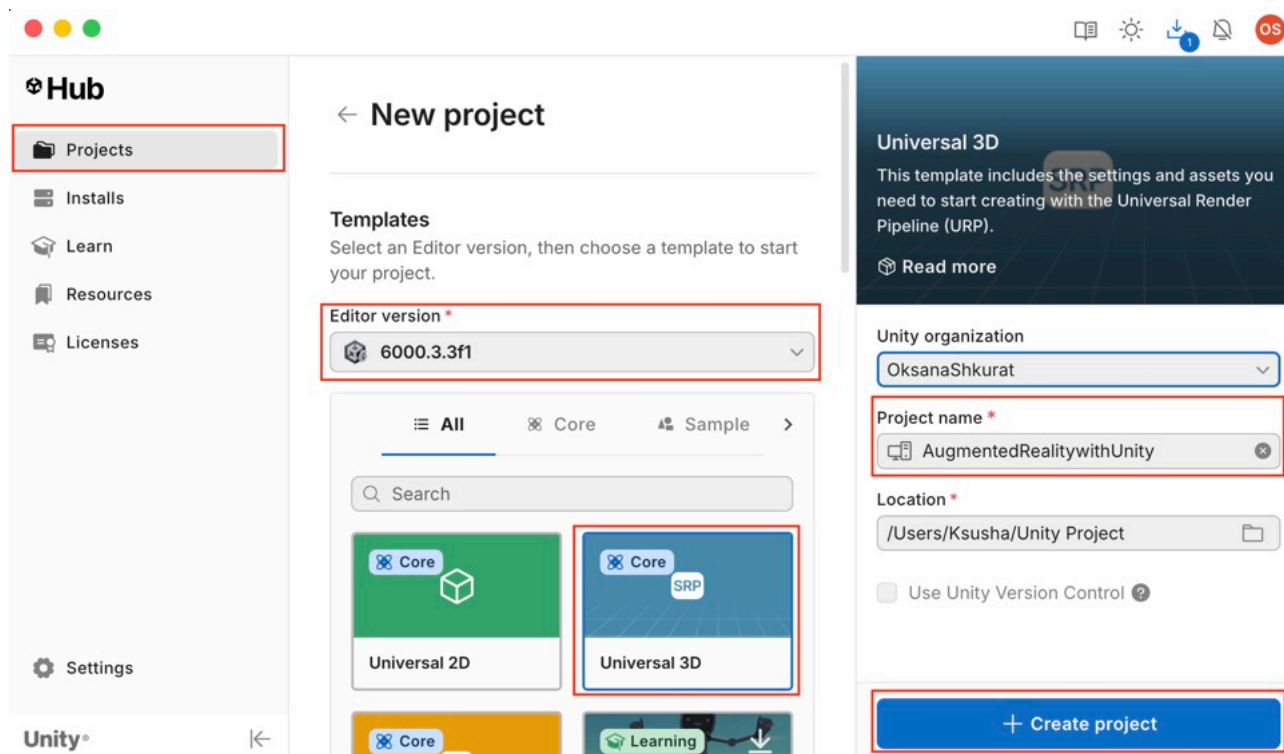 1
OS
Hub
Projects
Installs
Learn
Resources
Licenses
Settings
Unity®
← New project
Templates
Select an Editor version, then choose a template to start
your project.
Editor version *
6000.3.3f1
All
Core
Sample
Search
Core
Universal 2D
Core
SRP
Universal 3D
Core
Learning
SRP
Universal 3D
This template includes the settings and assets you
need to start creating with the Universal Render
Pipeline (URP).
Read more
Unity organization
OksanaShkurat
Project name *
AugmentedRealitywithUnity
Location *
/Users/Ksusha/Unity Project
Use Unity Version Control ?
+ Create project